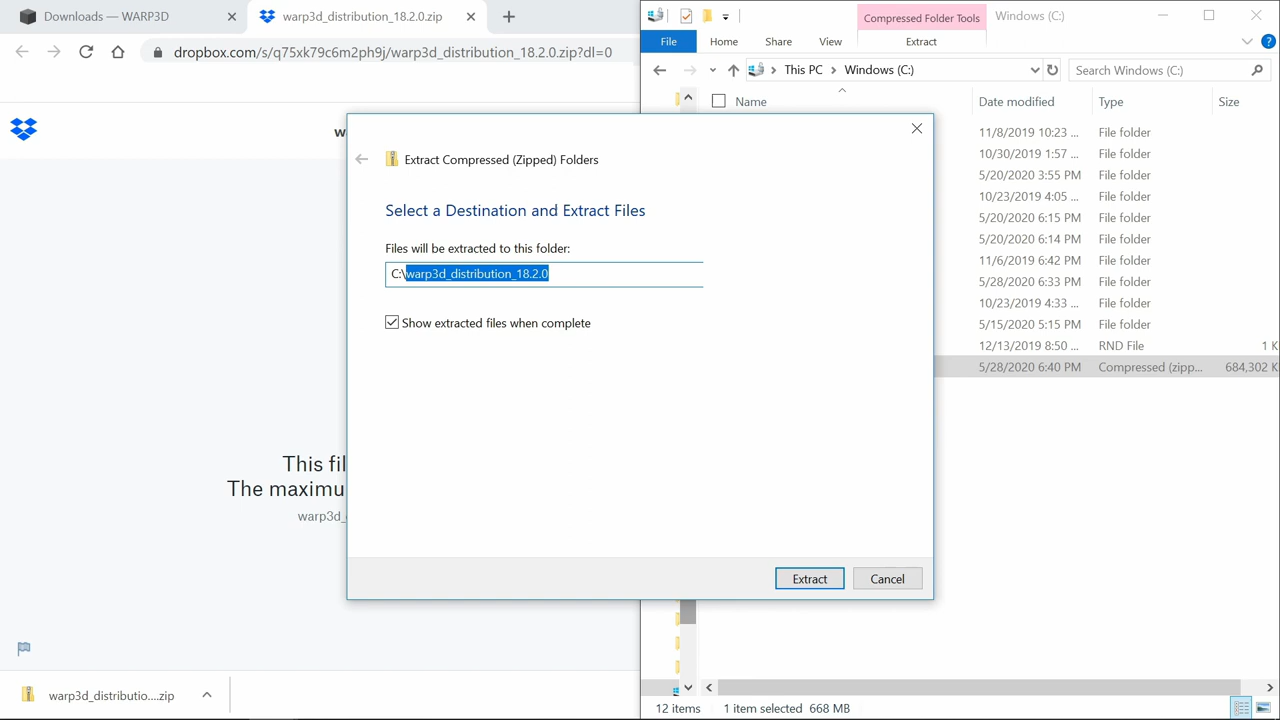 Downloads — WARP3D
warp3d_distribution_18.2.0.zip
dropbox.com/s/q75xk79c6m2ph9j/warp3d_distribution_18.2.0.zip?dl=0
w
This fil
The maximu
warp3d_
warp3d_distributio....zip
Compressed Folder Tools
Windows (C:)
File
Home
Share
View
Extract
This PC
Windows (C:)
Search Windows (C:)
Name
Date modified
Type
Size
11/8/2019 10:23 ...
File folder
10/30/2019 1:57 ...
File folder
5/20/2020 3:55 PM
File folder
10/23/2019 4:05 ...
File folder
5/20/2020 6:15 PM
File folder
5/20/2020 6:14 PM
File folder
11/6/2019 6:42 PM
File folder
5/28/2020 6:33 PM
File folder
10/23/2019 4:33 ...
File folder
5/15/2020 5:15 PM
File folder
12/13/2019 8:50 ...
RND File
1 K
5/28/2020 6:40 PM
Compressed (zipp...
684,302 K
12 items
1 item selected 668 MB
Extract Compressed (Zipped) Folders
Select a Destination and Extract Files
Files will be extracted to this folder:
C:\warp3d_distribution_18.2.0
Show extracted files when complete
Extract
Cancel